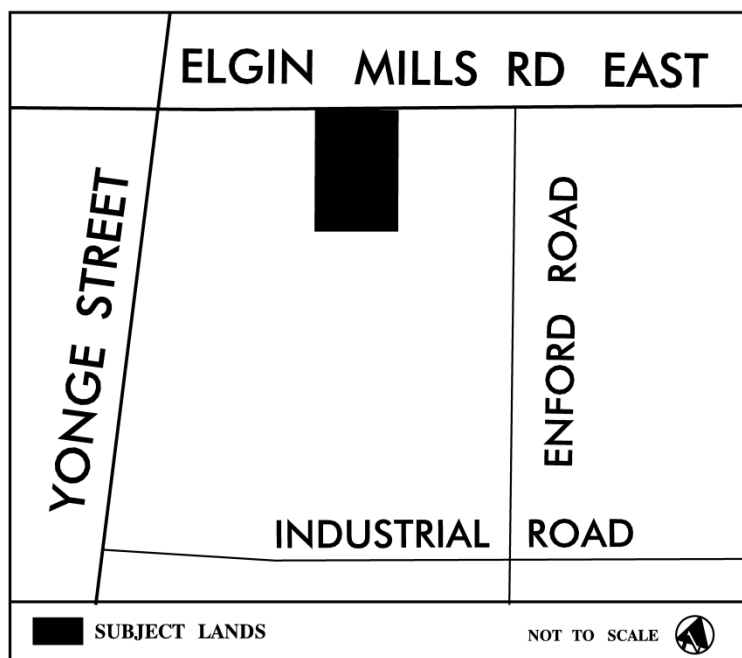 ELGIN MILLS RD EAST
YONGE STREET
ENFORD ROAD
INDUSTRIAL ROAD
SUBJECT LANDS
NOT TO SCALE